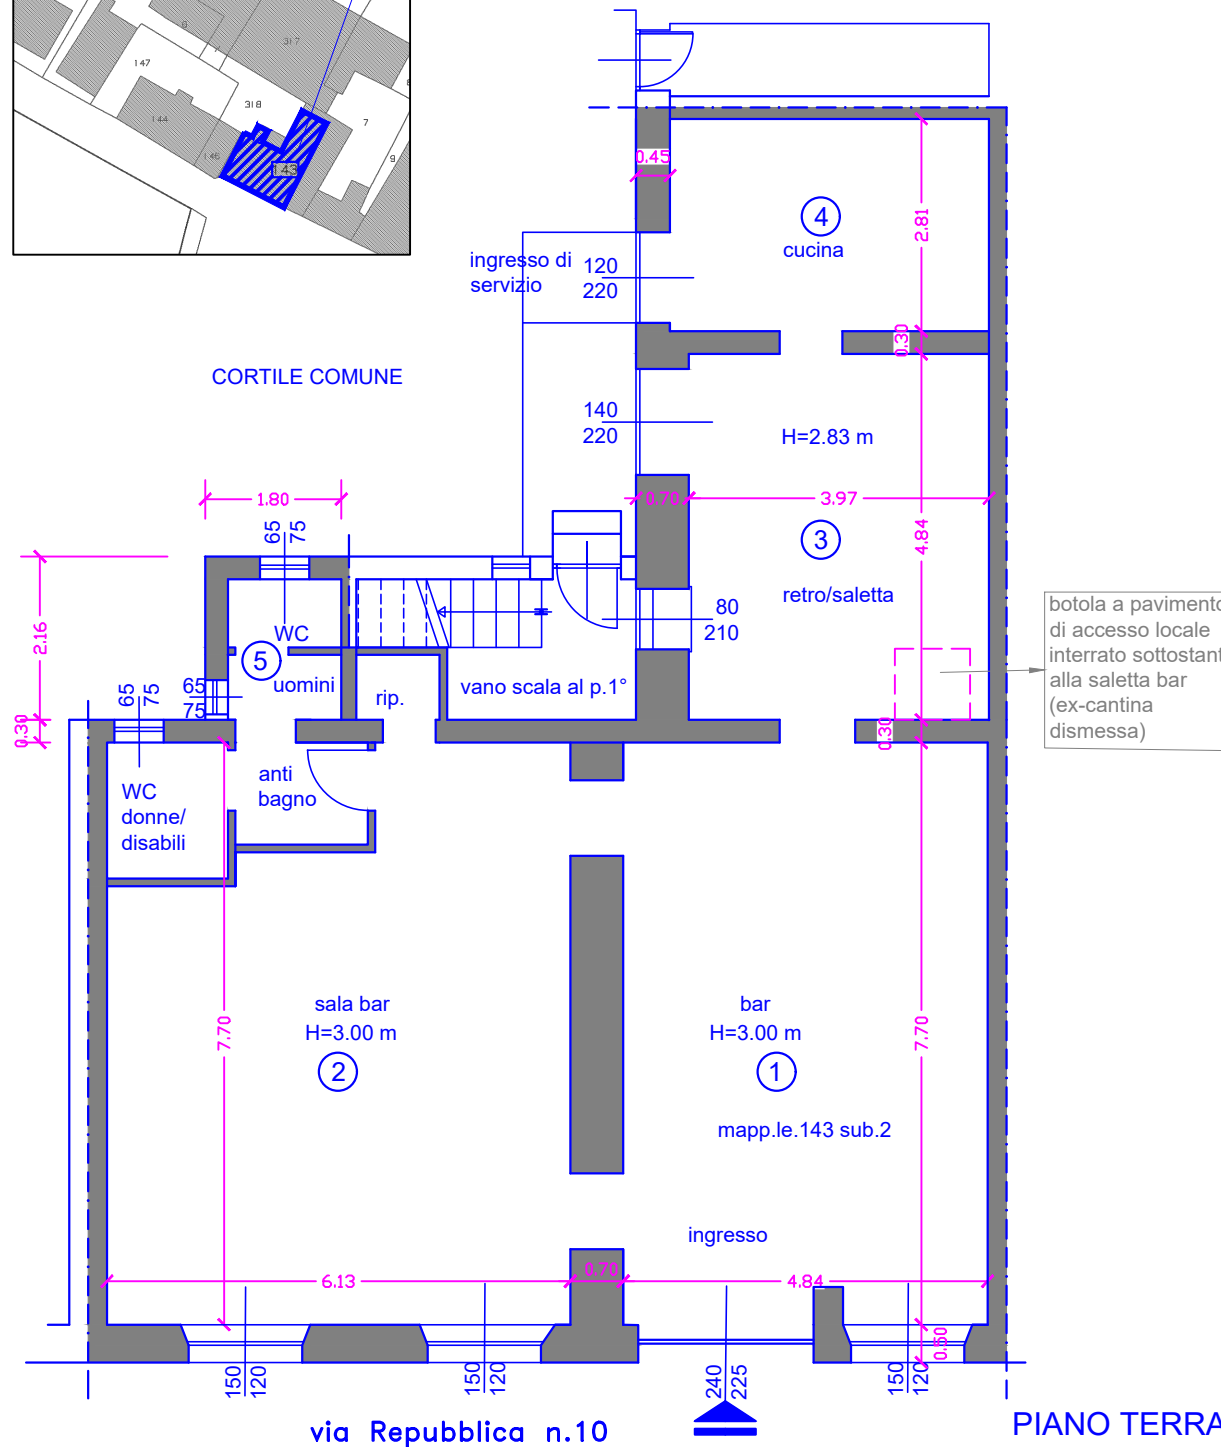 6
317
147
318
144
7
146
143
9
0.45
4
cucina
2.81
ingresso di
servizio
120
220
0.30
CORTILE COMUNE
140
220
H=2.83 m
1.80
0.70
3.97
65
75
3
4.84
retro/saletta
80
210
botola a pavimento
di accesso locale
interrato sottostant
alla saletta bar
(ex-cantina
dismessa)
2.16
WC
5
uomini
65
75
65
75
rip.
vano scala al p.1°
0.30
0.30
anti
bagno
WC
donne/
disabili
sala bar
H=3.00 m
2
bar
H=3.00 m
1
7.70
7.70
mapp.le.143 sub.2
ingresso
6.13
0.70
4.84
0.50
150
120
150
120
240
225
150
120
via Repubblica n.10
PIANO TERRA